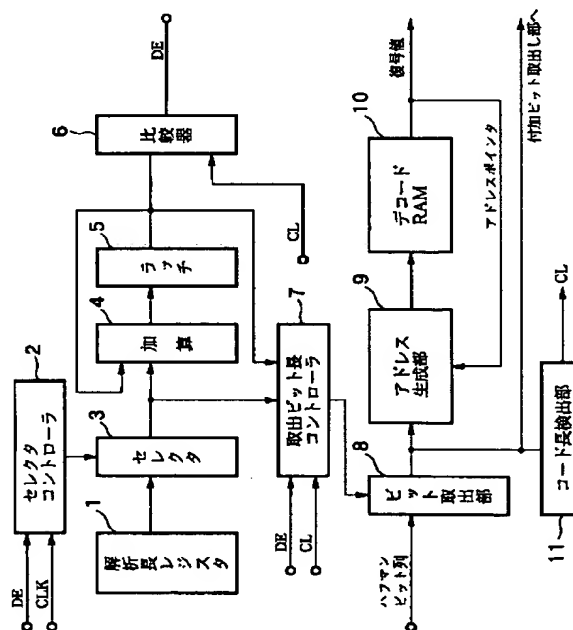 DE
CLK
2
セレクタ
コントローラ
1
解析長レジスタ
3
セレクタ
4
加算
5
ラッチ
6
比較器
DE
CL
DE
CL
7
取出ビット長
コントローラ
ハフマン
ビット列
8
ビット取出部
9
アドレス
生成部
10
デコード
RAM
復号値
アドレスポインタ
付加ビット取出し部へ
11
コード長検出部
CL